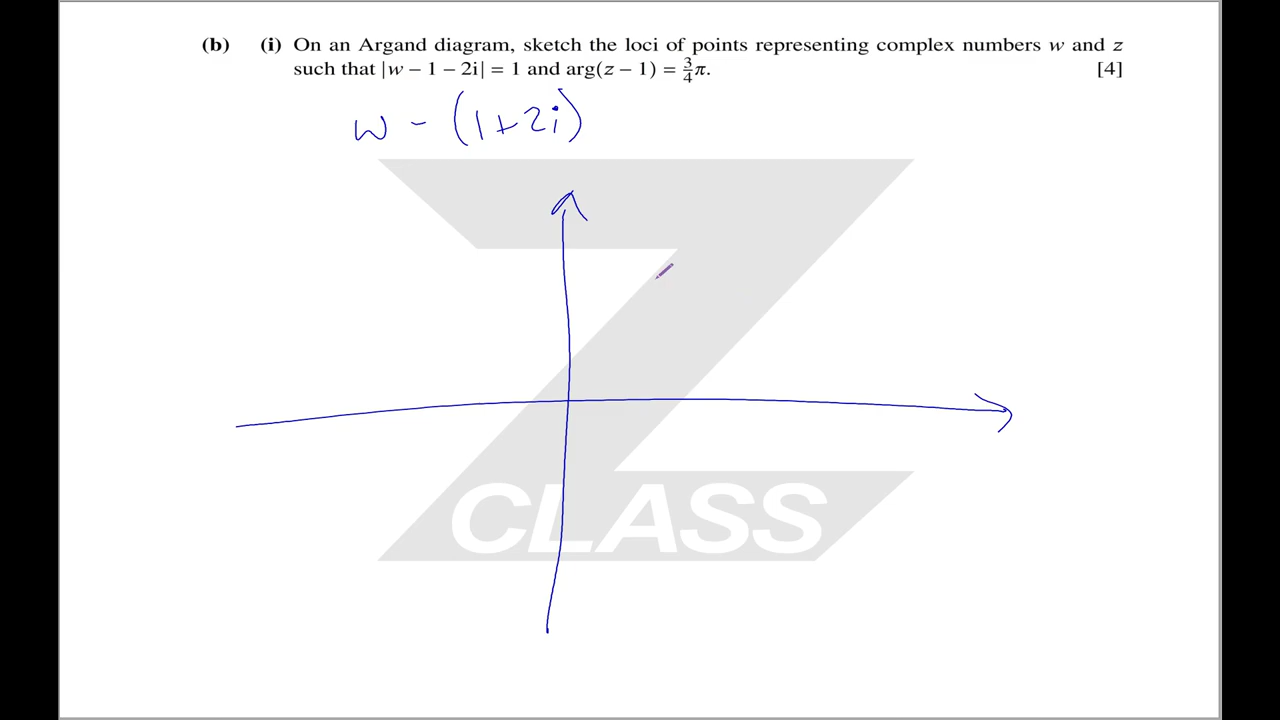 (b) (i) On an Argand diagram, sketch the loci of points representing complex numbers w and z
such that |w − 1 − 2i| = 1 and arg(z − 1) = 3/4π. [4]
w - (1+2i)
Z
CLASS